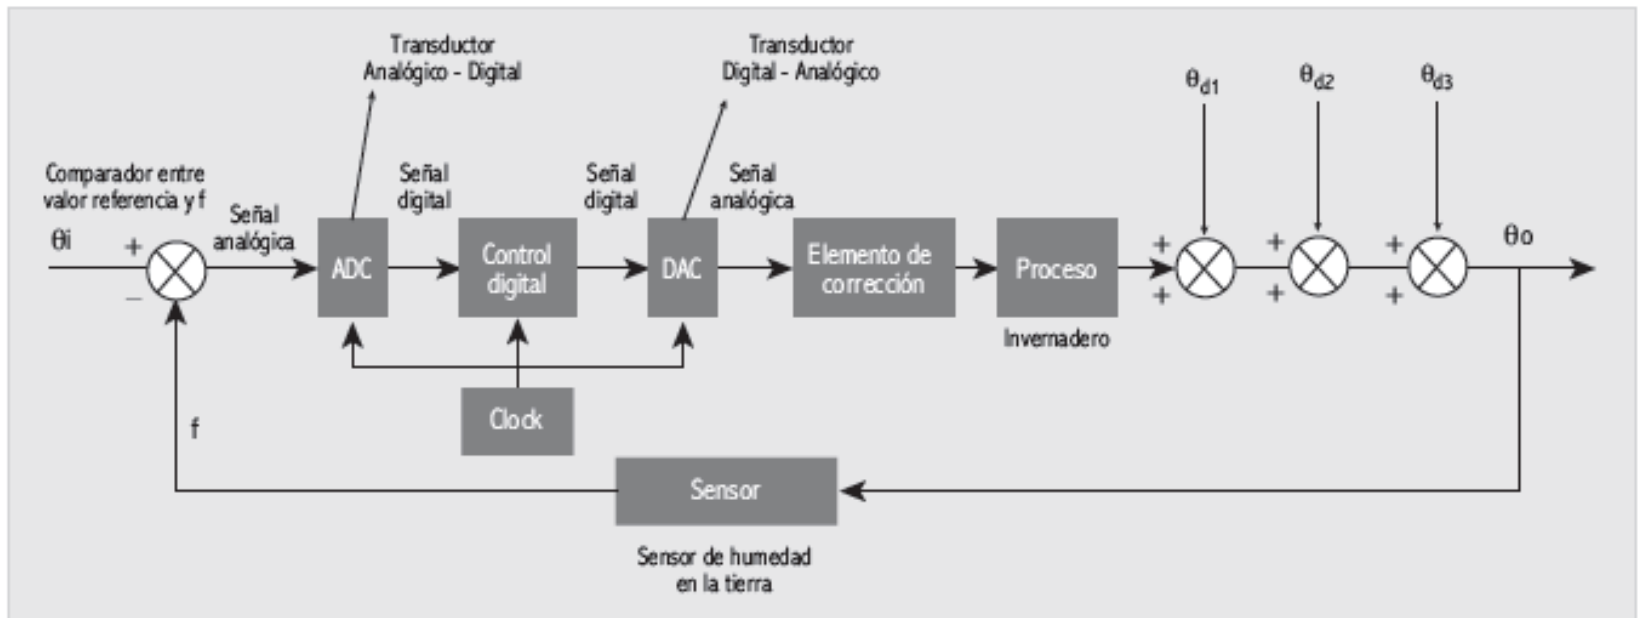 Transductor
Analógico - Digital
Transductor
Digital - Analógico
θd1
θd2
θd3
Comparador entre
valor referencia y f
Señal
analógica
Señal
digital
Señal
digital
Señal
analógica
θi
+
−
ADC
Control
digital
DAC
Elemento de
corrección
Proceso
Invernadero
+
+
+
+
+
+
θo
Clock
f
Sensor
Sensor de humedad
en la tierra